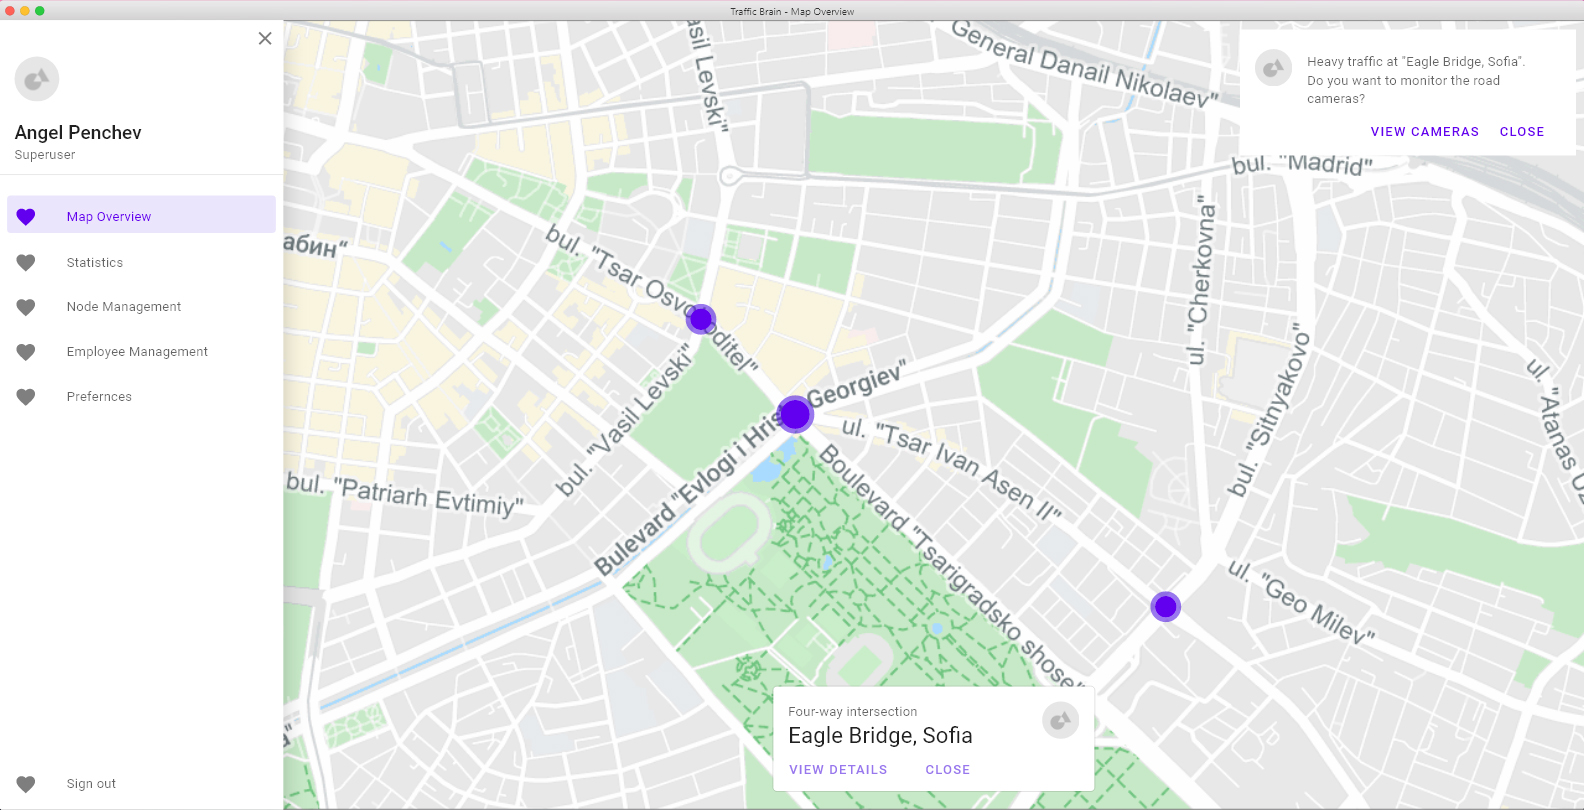 Traffic Brain - Map Overview
Angel Penchev
Superuser
Map Overview
Statistics
Node Management
Employee Management
Prefernces
Sign out
Heavy traffic at "Eagle Bridge, Sofia".
Do you want to monitor the road
cameras?
VIEW CAMERAS CLOSE
General Danail Nikolaev"
asil Levski"
bul. "Madrid"
абин“
bul. "Tsar Osvo oditel"
ul. "Cherkovna"
bul. "Sitnyakovo"
ul. "Atanas Uz
bul. "Vasil Levski"
Bulevard "Evlogi i Hris Georgiev"
ul. "Tsar Ivan Asen II"
Boulevard "Tsarigradsko shose"
bul. "Patriarh Evtimiy"
ul. "Geo Milev"
a"
Four-way intersection
Eagle Bridge, Sofia
VIEW DETAILS CLOSE